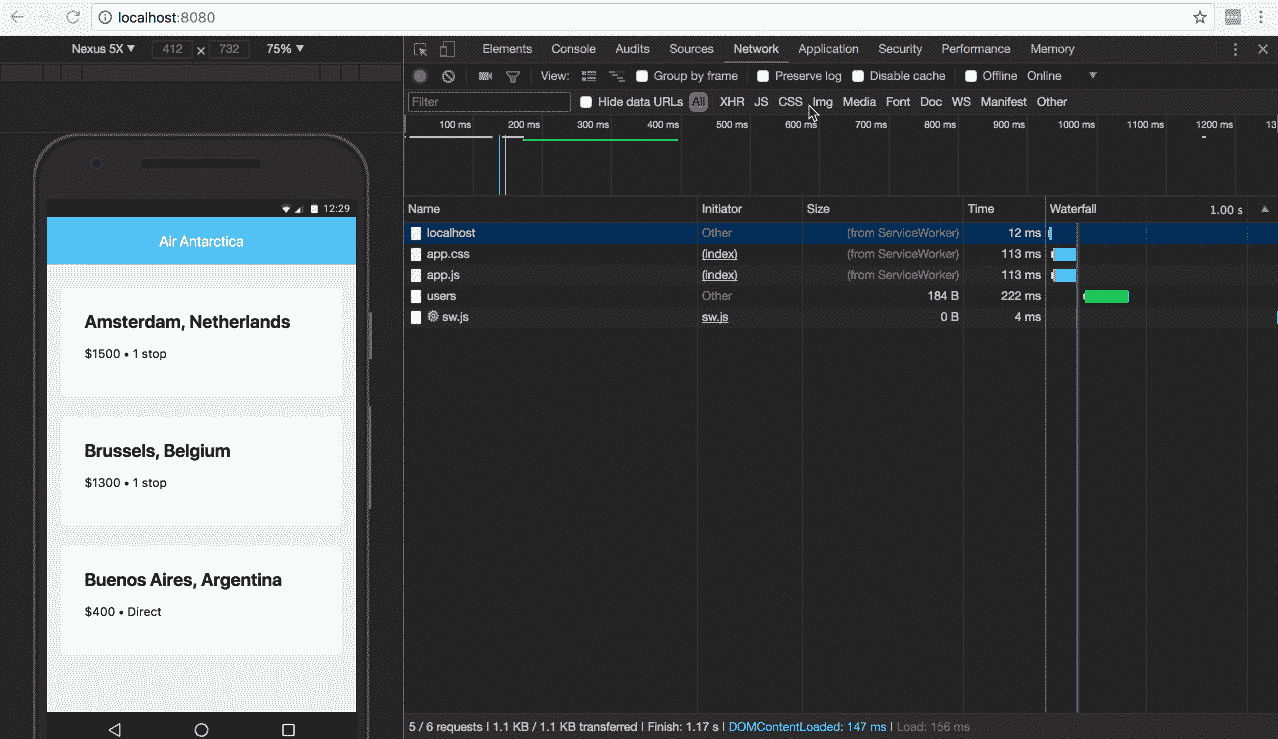 localhost:8080
Nexus 5X ▼ 412 × 732 75% ▼
Elements Console Audits Sources Network Application Security Performance Memory
View: Group by frame Preserve log Disable cache Offline Online
Filter Hide data URLs All XHR JS CSS Img Media Font Doc WS Manifest Other
100 ms 200 ms 300 ms 400 ms 500 ms 600 ms 700 ms 800 ms 900 ms 1000 ms 1100 ms 1200 ms 13
Name Initiator Size Time Waterfall 1.00 s
localhost Other (from ServiceWorker) 12 ms
app.css (index) (from ServiceWorker) 113 ms
app.js (index) (from ServiceWorker) 113 ms
users Other 184 B 222 ms
sw.js sw.js 0 B 4 ms
12:29
Air Antarctica
Amsterdam, Netherlands
$1500 • 1 stop
Brussels, Belgium
$1300 • 1 stop
Buenos Aires, Argentina
$400 • Direct
5 / 6 requests | 1.1 KB / 1.1 KB transferred | Finish: 1.17 s | DOMContentLoaded: 147 ms | Load: 156 ms